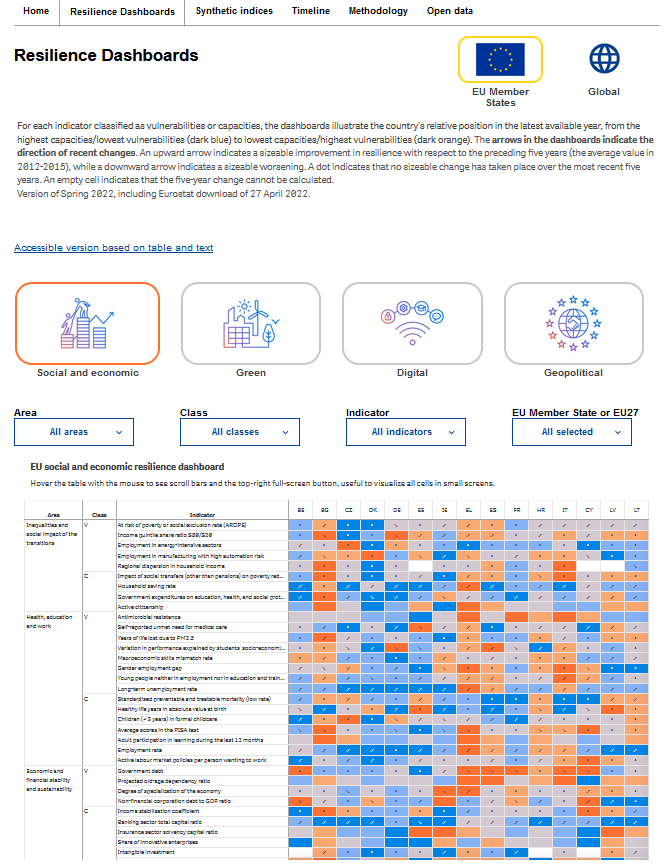 Home Resilience Dashboards Synthetic indices Timeline Methodology Open data
Resilience Dashboards
EU Member
States
Global
For each indicator classified as vulnerabilities or capacities, the dashboards illustrate the country's relative position in the latest available year, from the
highest capacities/lowest vulnerabilities (dark blue) to lowest capacities/highest vulnerabilities (dark orange). The arrows in the dashboards indicate the
direction of recent changes. An upward arrow indicates a sizeable improvement in resilience with respect to the preceding five years (the average value in
2012-2015), while a downward arrow indicates a sizeable worsening. A dot indicates that no sizeable change has taken place over the most recent five
years. An empty cell indicates that the five-year change cannot be calculated.
Version of Spring 2022, including Eurostat download of 27 April 2022.
Accessible version based on table and text
Social and economic Green Digital Geopolitical
Area Class Indicator EU Member State or EU27
All areas All classes All indicators All selected
EU social and economic resilience dashboard
Hover the table with the mouse to see scroll bars and the top-right full-screen button, useful to visualize all cells in small screens.
Area Class Indicator BE BG CZ DK DE EE IE EL ES FR HR IT CY LV LT
Inequalities and V At risk of poverty or social exclusion rate (AROPE)
social impact of the Income quintile share ratio S80/S20
transitions Employment in energy-intensive sectors
Employment in manufacturing with high automation risk
Regional dispersion in household income
C Impact of social transfers (other than pensions) on poverty red...
Household saving rate
Government expenditures on education, health, and social prot...
Active citizenship
Health, education V Antimicrobial resistance
and work Self-reported unmet need for medical care
Years of life lost due to PM2.5
Variation in performance explained by students' socioeconomi...
Macroeconomic skills mismatch rate
Gender employment gap
Young people neither in employment nor in education and train...
Long-term unemployment rate
C Standardised preventable and treatable mortality (low rate)
Healthy life years in absolute value at birth
Children (< 3 years) in formal childcare
Average scores in the PISA test
Adult participation in learning during the last 12 months
Employment rate
Active labour market policies per person wanting to work
Economic and V Government debt
financial stability Projected old-age dependency ratio
and sustainability Degree of specialisation of the economy
Non-financial corporation debt to GDP ratio
C Income stabilisation coefficient
Banking sector total capital ratio
Insurance sector solvency capital ratio
Share of innovative enterprises
Intangible investment